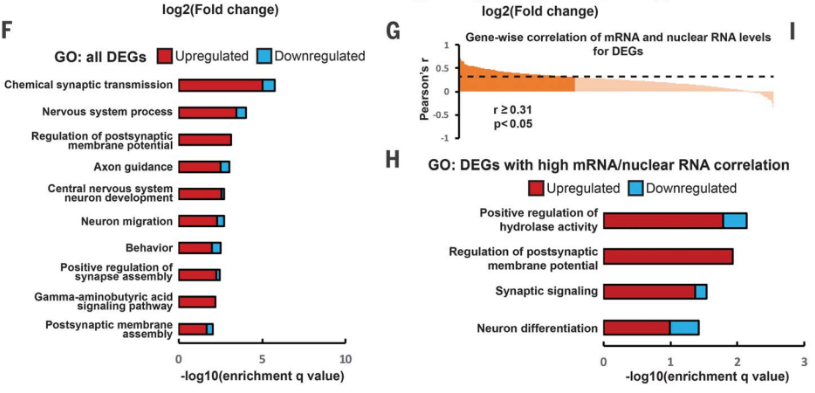 log2(Fold change)
log2(Fold change)
F
GO: all DEGs Upregulated Downregulated
Chemical synaptic transmission
Nervous system process
Regulation of postsynaptic
membrane potential
Axon guidance
Central nervous system
neuron development
Neuron migration
Behavior
Positive regulation of
synapse assembly
Gamma-aminobutyric acid
signaling pathway
Postsynaptic membrane
assembly
0 5 10
-log10(enrichment q value)
G
Gene-wise correlation of mRNA and nuclear RNA levels
for DEGs
Pearson's r
1
0.5
0
-0.5
-1
r ≥ 0.31
p< 0.05
I
H
GO: DEGs with high mRNA/nuclear RNA correlation
Upregulated Downregulated
Positive regulation of
hydrolase activity
Regulation of postsynaptic
membrane potential
Synaptic signaling
Neuron differentiation
0 1 2 3
-log10(enrichment q value)